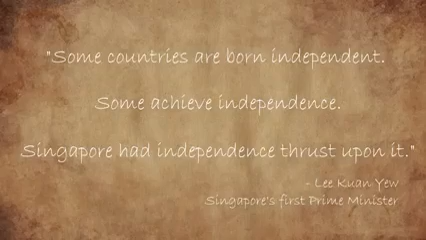 "Some countries are born independent.
Some achieve independence.
Singapore had independence thrust upon it."
- Lee Kuan Yew
Singapore's first Prime Minister